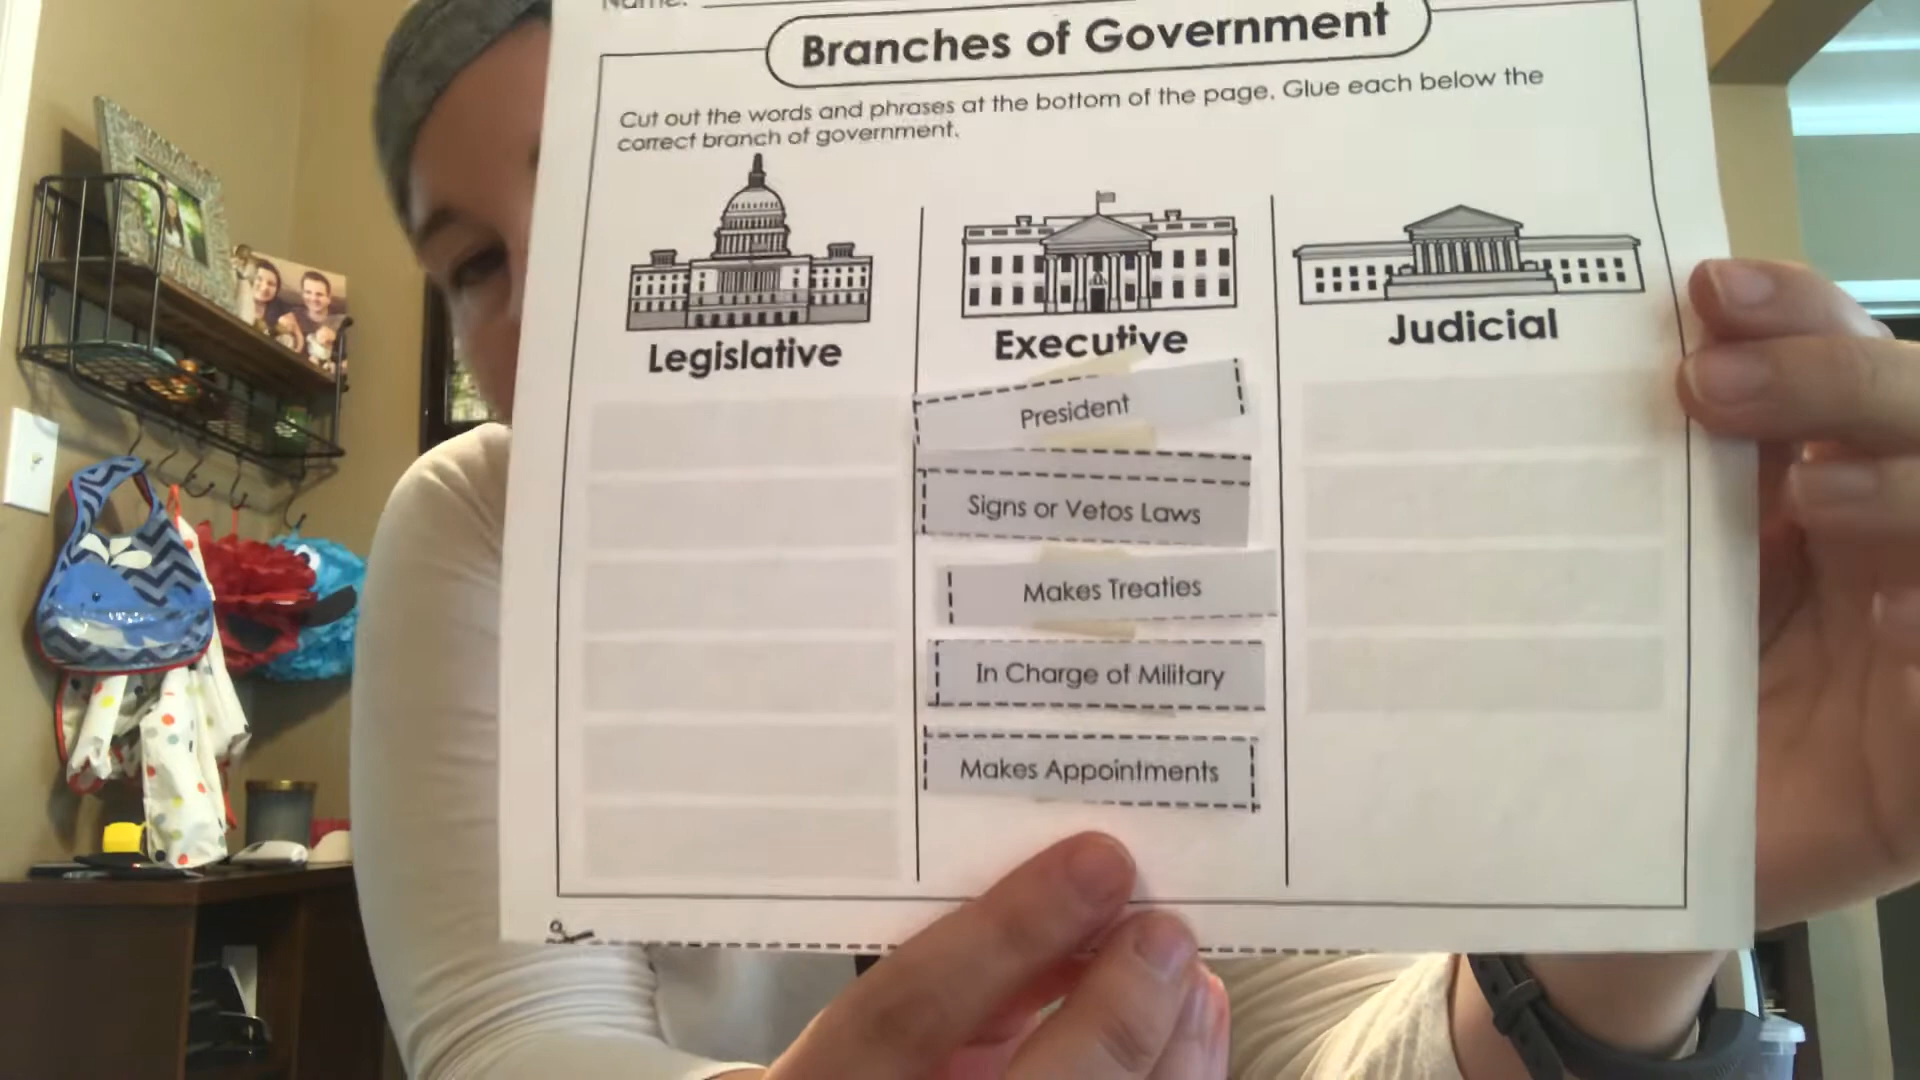 Name:
Branches of Government
Cut out the words and phrases at the bottom of the page. Glue each below the
correct branch of government.
Legislative
Executive
Judicial
President
Signs or Vetos Laws
Makes Treaties
In Charge of Military
Makes Appointments